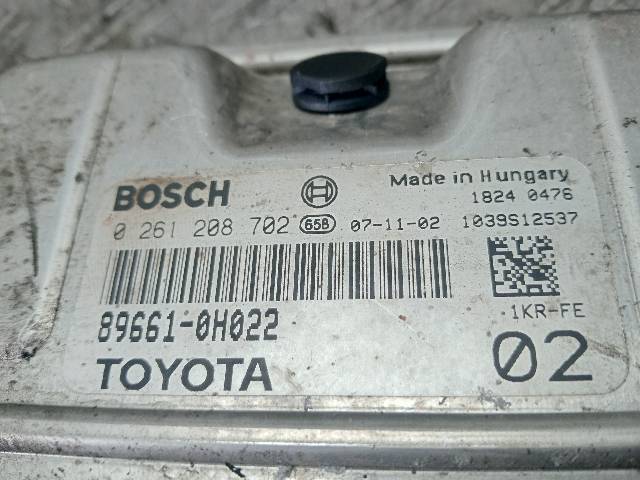 BOSCH
Made in Hungary
1824 0476
0 261 208 702 65B 07-11-02 1039S12537
89661-0H022
1KR-FE
TOYOTA
02